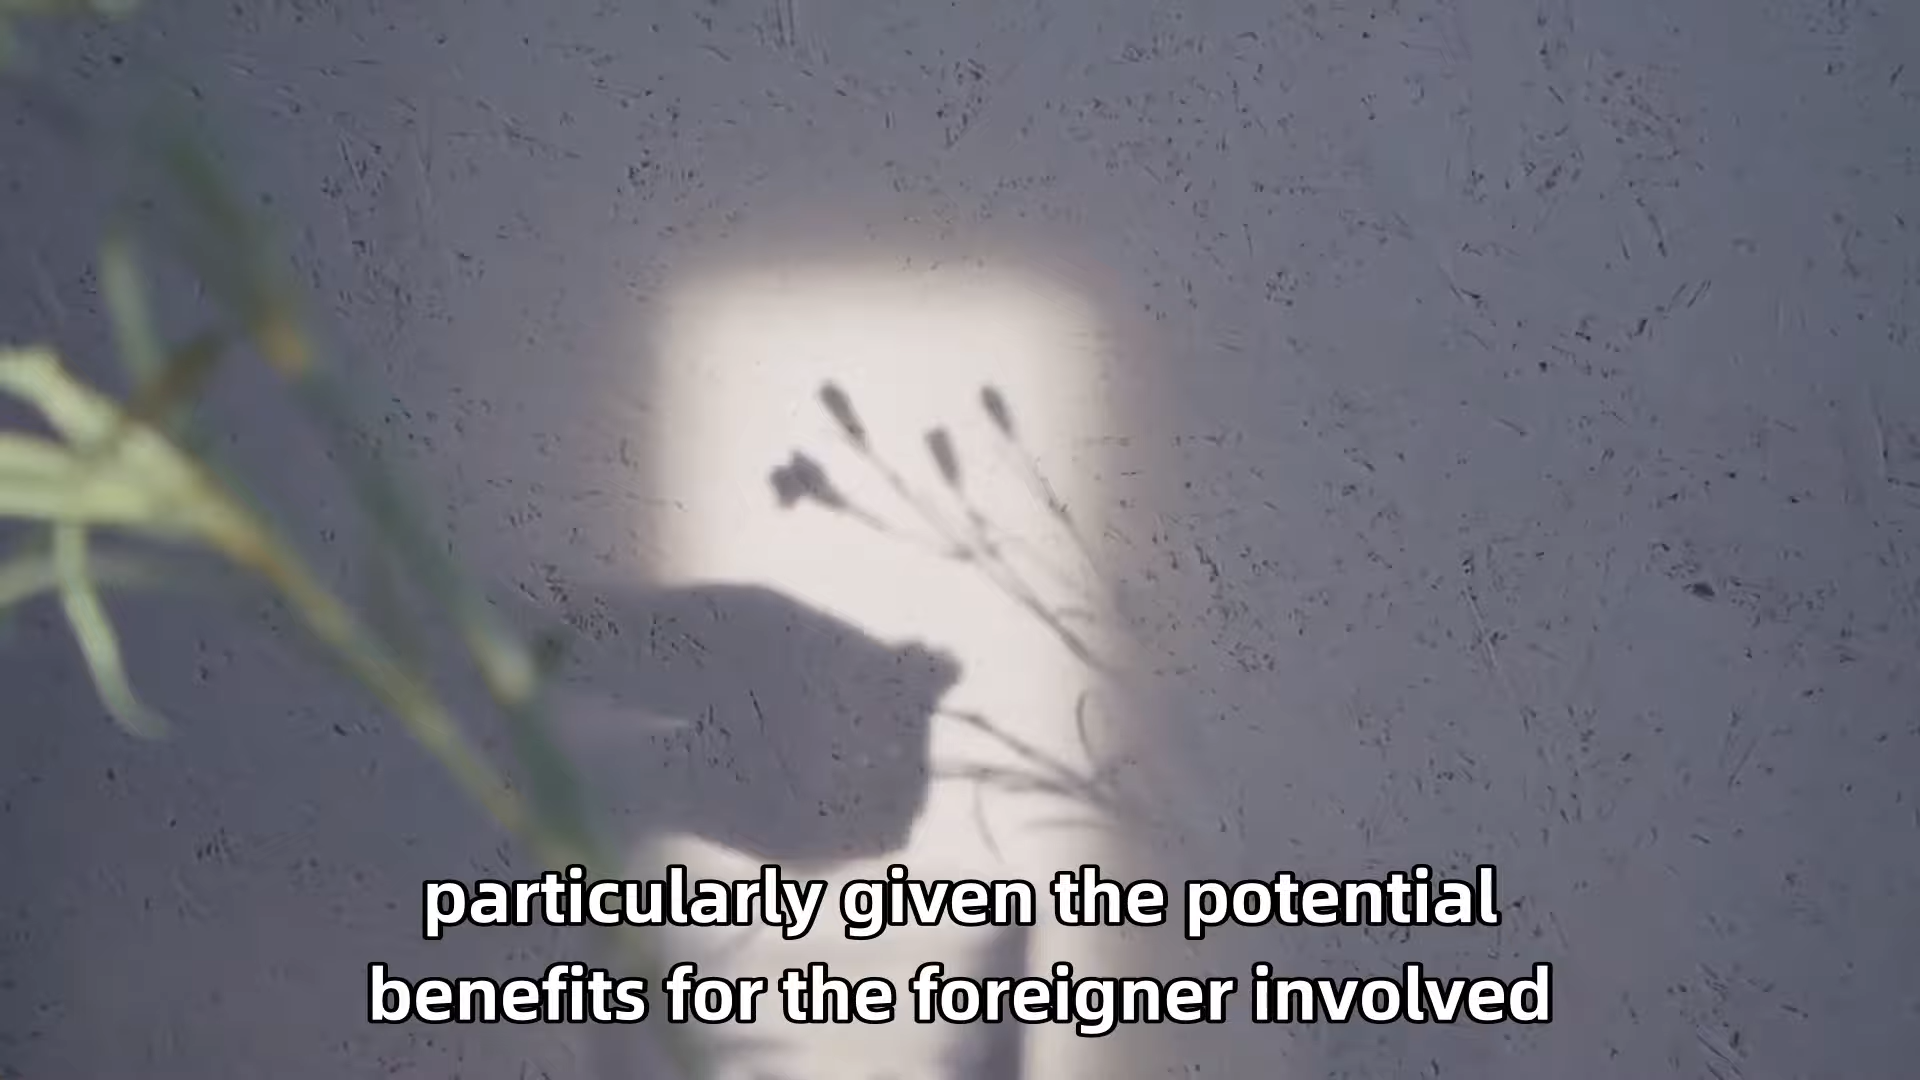 particularly given the potential
benefits for the foreigner involved